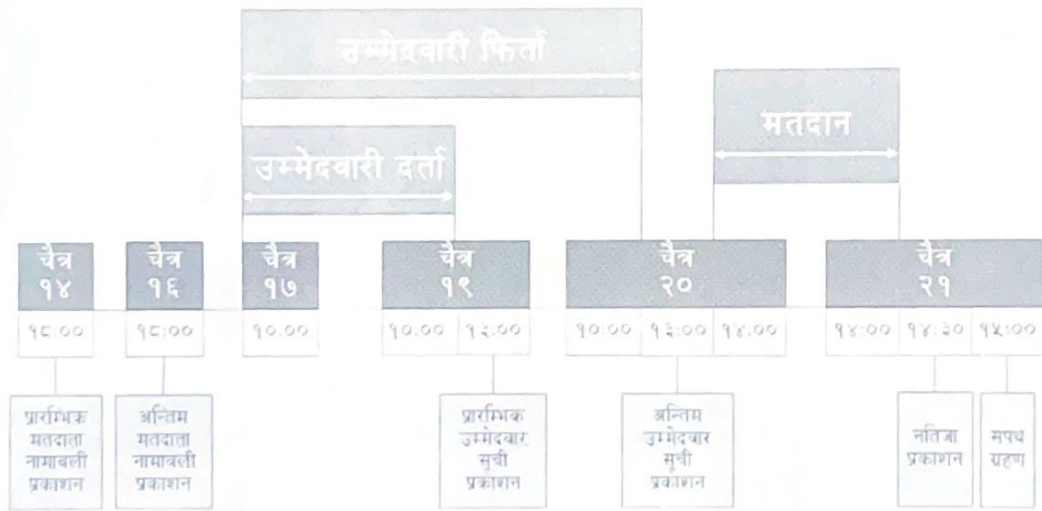 उम्मेदवारी फिर्ता
मतदान
उम्मेदवारी दर्ता
चैत्र
१४
चैत्र
१६
चैत्र
१७
चैत्र
१९
चैत्र
२०
चैत्र
२१
१८:००
१८:००
१०.००
१०.००
१२:००
१०:००
१३:००
१४.००
१४:००
१४:३०
१५:००
प्रारम्भिक
मतदाता
नामावली
प्रकाशन
अन्तिम
मतदाता
नामावली
प्रकाशन
प्रारम्भिक
उम्मेदवार
सूची
प्रकाशन
अन्तिम
उम्मेदवार
सूची
प्रकाशन
नतिजा
प्रकाशन
सपथ
ग्रहण